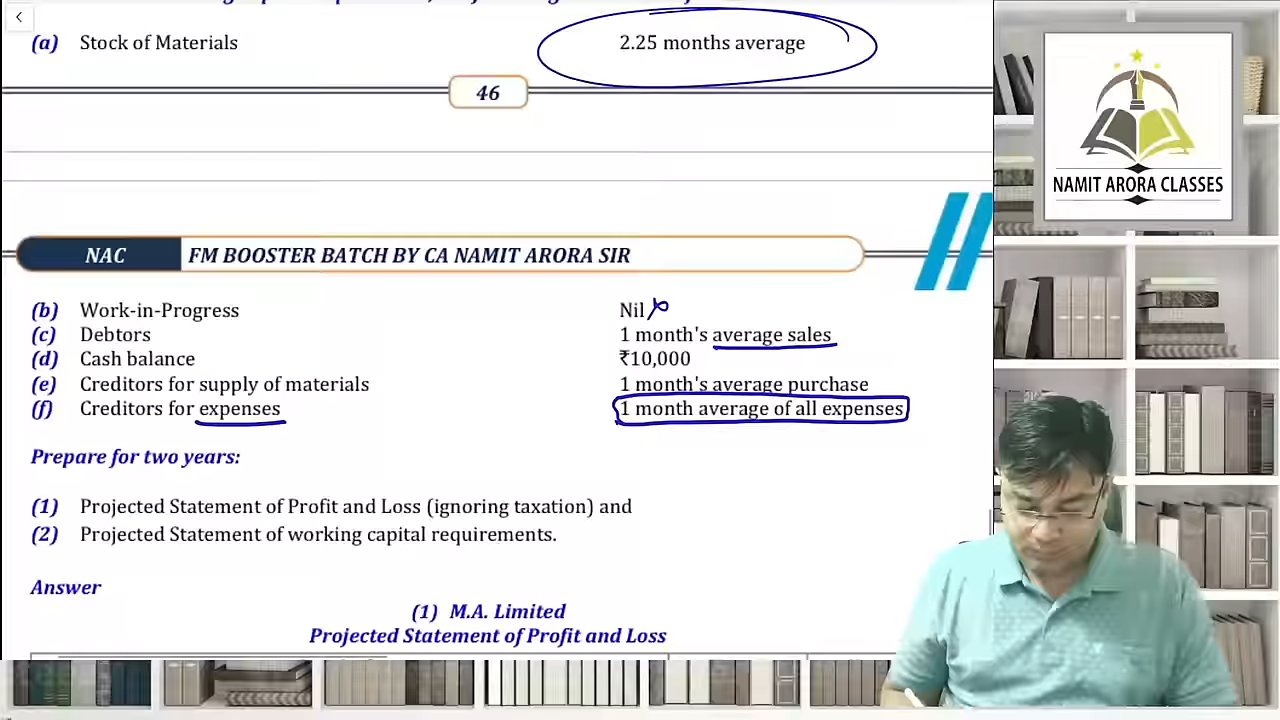 (a) Stock of Materials 2.25 months average
46
NAMIT ARORA CLASSES
NAC FM BOOSTER BATCH BY CA NAMIT ARORA SIR
(b) Work-in-Progress Nil
(c) Debtors 1 month's average sales
(d) Cash balance ₹10,000
(e) Creditors for supply of materials 1 month's average purchase
(f) Creditors for expenses 1 month average of all expenses
Prepare for two years:
(1) Projected Statement of Profit and Loss (ignoring taxation) and
(2) Projected Statement of working capital requirements.
Answer
(1) M.A. Limited
Projected Statement of Profit and Loss